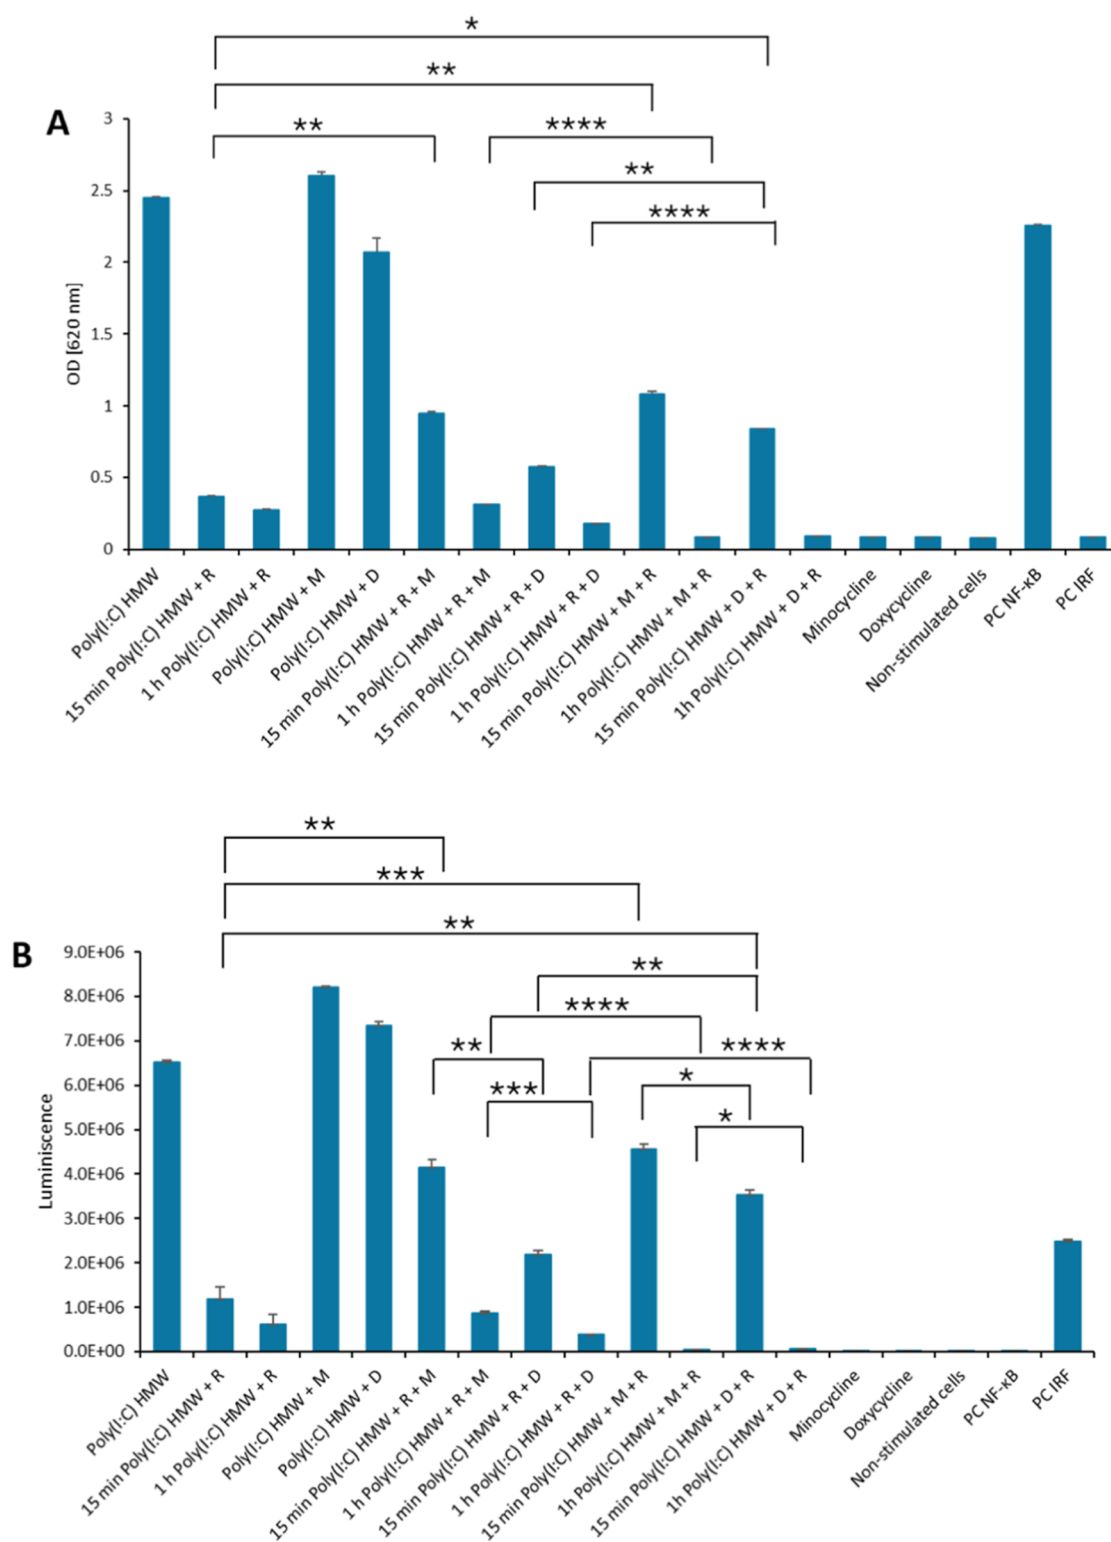 *
**
A
3
**
****
2.5
**
****
2
1.5
1
0.5
0
OD [620 nm]
Poly(I:C) HMW
15 min Poly(I:C) HMW + R
1 h Poly(I:C) HMW + R
Poly(I:C) HMW + M
Poly(I:C) HMW + D
15 min Poly(I:C) HMW + R + M
1 h Poly(I:C) HMW + R + M
15 min Poly(I:C) HMW + R + D
1 h Poly(I:C) HMW + R + D
15 min Poly(I:C) HMW + M + R
1h Poly(I:C) HMW + M + R
15 min Poly(I:C) HMW + D + R
1h Poly(I:C) HMW + D + R
Minocycline
Doxycycline
Non-stimulated cells
PC NF-κB
PC IRF
**
***
**
B
9.0E+06
**
8.0E+06
****
7.0E+06
**
****
6.0E+06
***
*
*
5.0E+06
4.0E+06
3.0E+06
2.0E+06
1.0E+06
0.0E+00
Luminiscence
Poly(I:C) HMW
15 min Poly(I:C) HMW + R
1 h Poly(I:C) HMW + R
Poly(I:C) HMW + M
Poly(I:C) HMW + D
15 min Poly(I:C) HMW + R + M
1 h Poly(I:C) HMW + R + M
15 min Poly(I:C) HMW + R + D
1 h Poly(I:C) HMW + R + D
15 min Poly(I:C) HMW + M + R
1h Poly(I:C) HMW + M + R
15 min Poly(I:C) HMW + D + R
1h Poly(I:C) HMW + D + R
Minocycline
Doxycycline
Non-stimulated cells
PC NF-κB
PC IRF